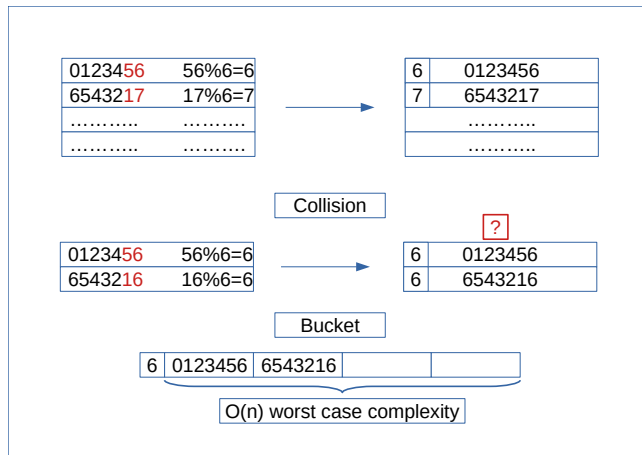 0123456 56%6=6 6 0123456
6543217 17%6=7 7 6543217
……….. ………. ………..
……….. ………. ………..
Collision
?
0123456 56%6=6 6 0123456
6543216 16%6=6 6 6543216
Bucket
6 0123456 6543216
O(n) worst case complexity